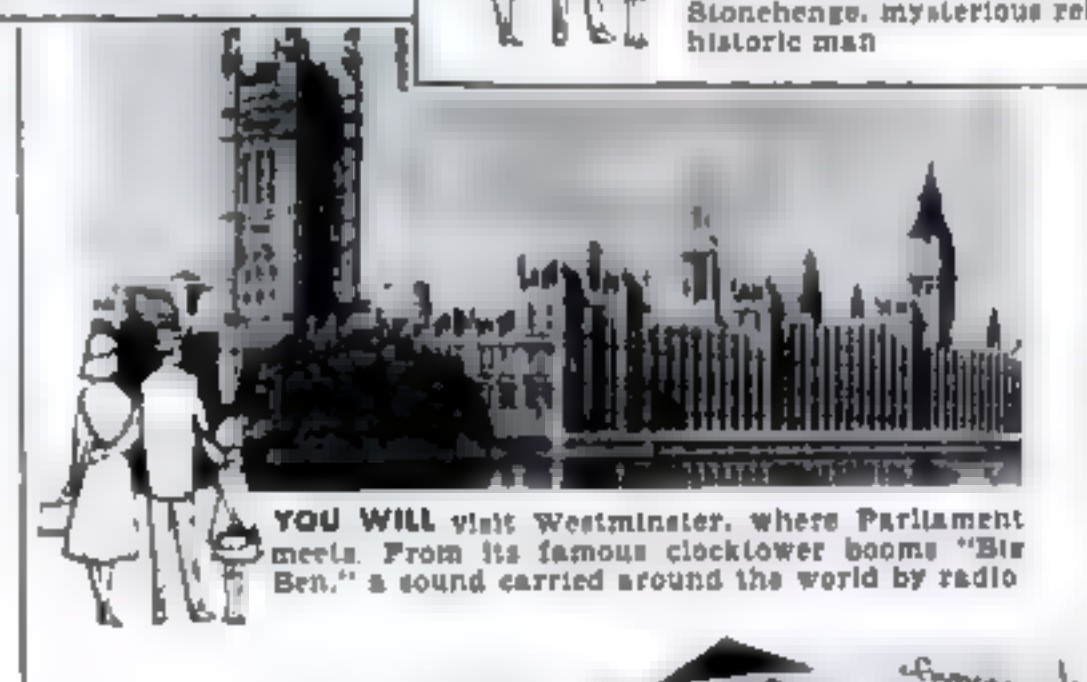 Stonehenge, mysterious
historic man
YOU WILL visit Westminster, where Parliament
meets. From its famous clocktower booms "Big
Ben," a sound carried around the world by radio